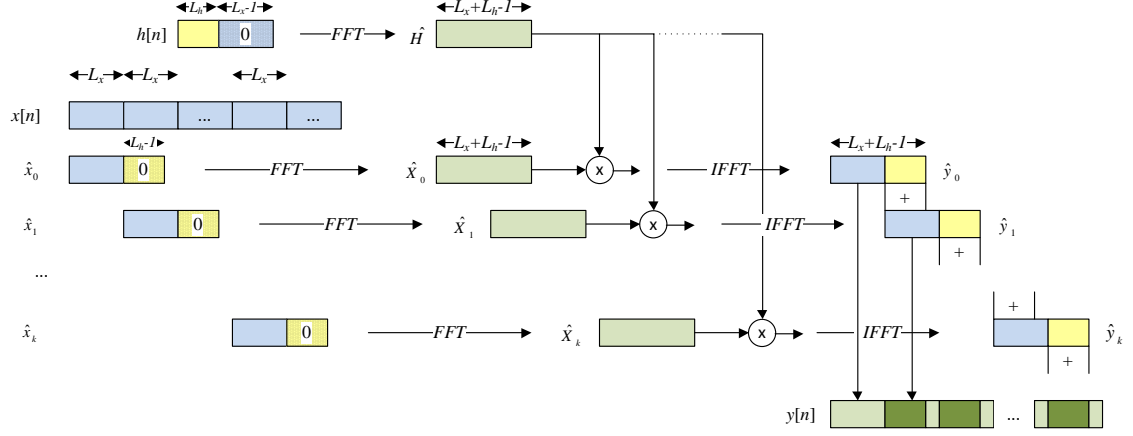 L_h L_x-1
h[n] 0 FFT Ĥ L_x+L_h-1
L_x L_x L_x
x[n] ... ...
L_h-1 L_x+L_h-1 L_x+L_h-1
x̂_0 0 FFT X̂_0 x IFFT ŷ_0
+
x̂_1 0 FFT X̂_1 x IFFT ŷ_1
+
...
+
x̂_k 0 FFT X̂_k x IFFT ŷ_k
+
y[n] ...